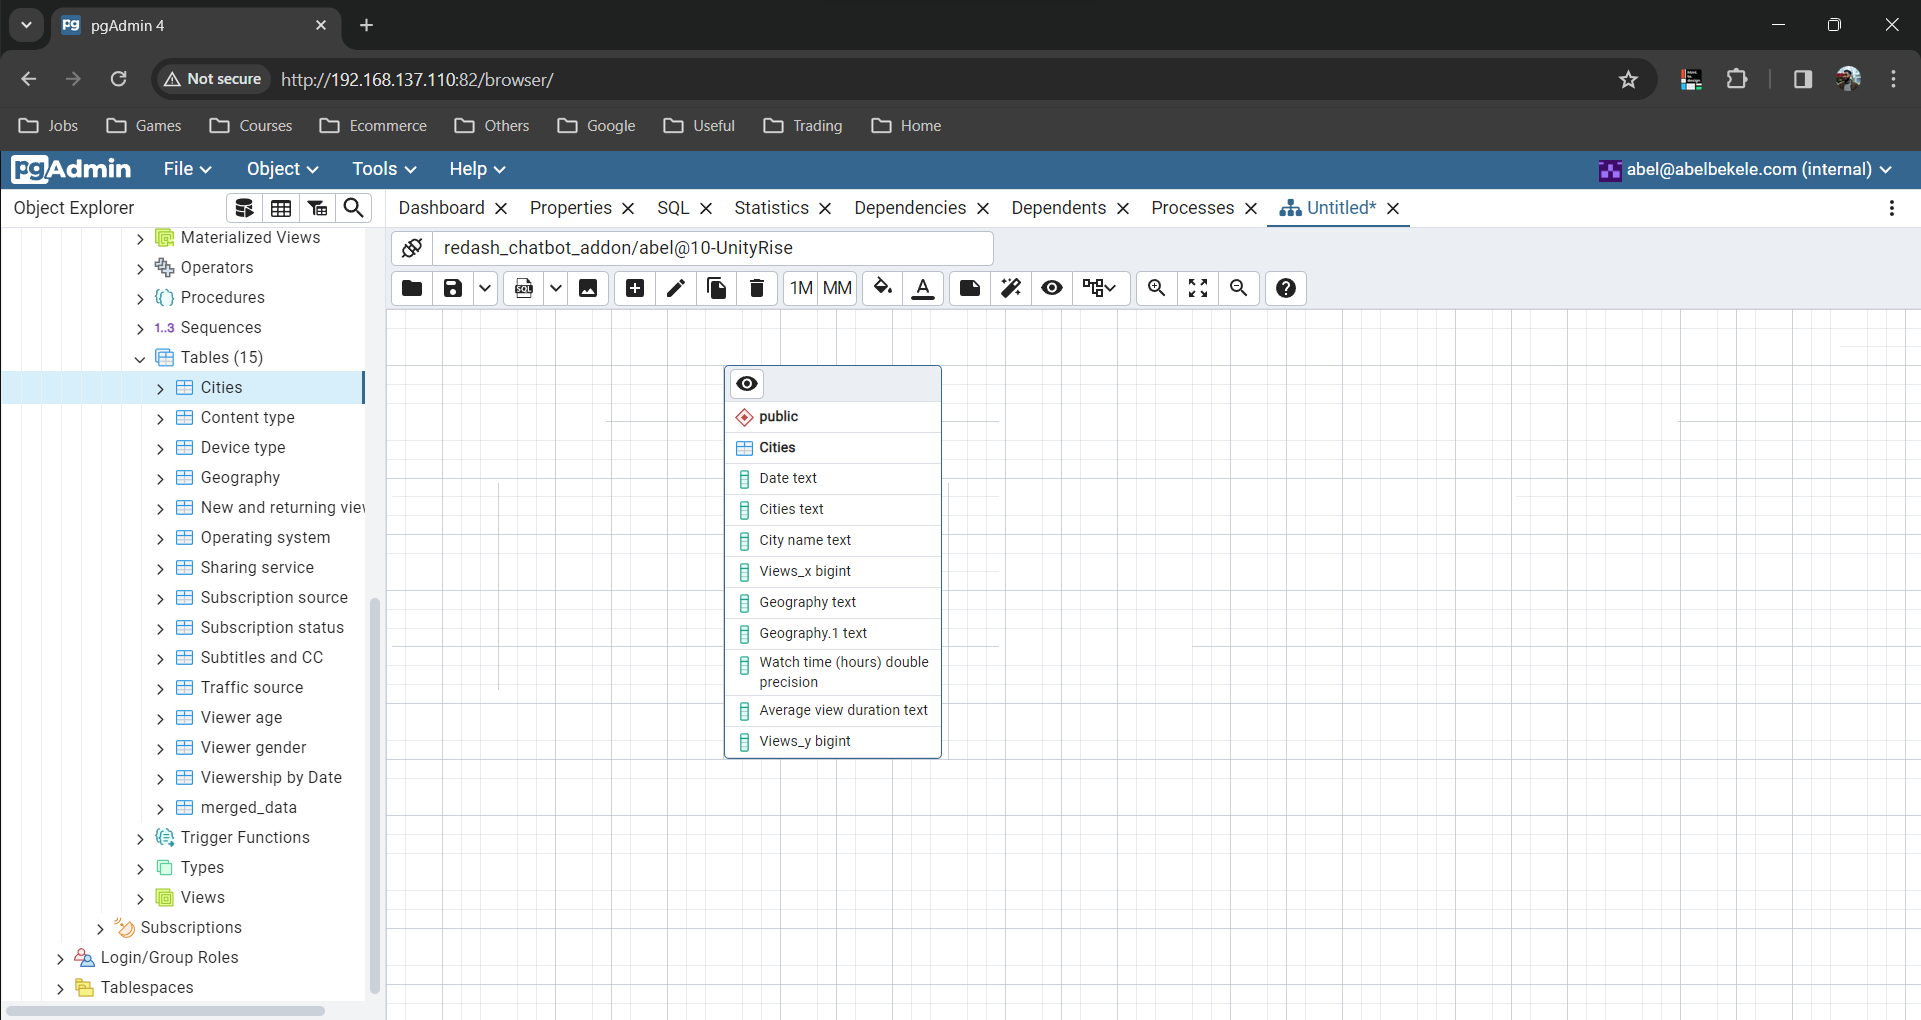 pgAdmin 4
Not secure http://192.168.137.110:82/browser/
Jobs Games Courses Ecommerce Others Google Useful Trading Home
pgAdmin File Object Tools Help abel@abelbekele.com (internal)
Object Explorer Dashboard Properties SQL Statistics Dependencies Dependents Processes Untitled*
redash_chatbot_addon/abel@10-UnityRise
SQL 1M MM A
Materialized Views
Operators
Procedures
1..3 Sequences
Tables (15)
Cities
Content type
Device type
Geography
New and returning vie
Operating system
Sharing service
Subscription source
Subscription status
Subtitles and CC
Traffic source
Viewer age
Viewer gender
Viewership by Date
merged_data
Trigger Functions
Types
Views
Subscriptions
Login/Group Roles
Tablespaces
public
Cities
Date text
Cities text
City name text
Views_x bigint
Geography text
Geography.1 text
Watch time (hours) double
precision
Average view duration text
Views_y bigint